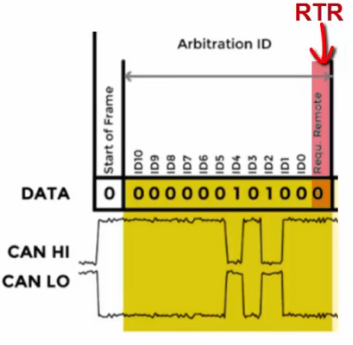 RTR
Arbitration ID
Start of Frame
ID10
ID9
ID8
ID7
ID6
ID5
ID4
ID3
ID2
ID1
ID0
Requ. Remote
DATA 0 0 0 0 0 0 0 1 0 1 0 0 0
CAN HI
CAN LO